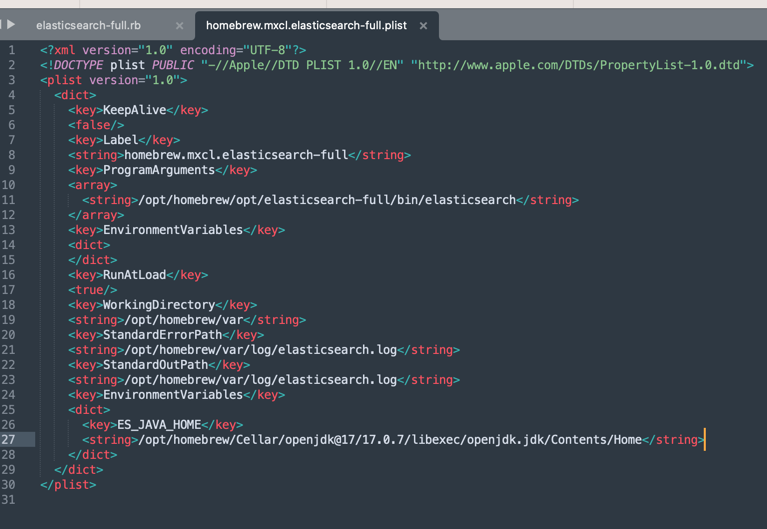 elasticsearch-full.rb × homebrew.mxcl.elasticsearch-full.plist ×
1 <?xml version="1.0" encoding="UTF-8"?>
2 <!DOCTYPE plist PUBLIC "-//Apple//DTD PLIST 1.0//EN" "http://www.apple.com/DTDs/PropertyList-1.0.dtd">
3 <plist version="1.0">
4 <dict>
5 <key>KeepAlive</key>
6 <false/>
7 <key>Label</key>
8 <string>homebrew.mxcl.elasticsearch-full</string>
9 <key>ProgramArguments</key>
10 <array>
11 <string>/opt/homebrew/opt/elasticsearch-full/bin/elasticsearch</string>
12 </array>
13 <key>EnvironmentVariables</key>
14 <dict>
15 </dict>
16 <key>RunAtLoad</key>
17 <true/>
18 <key>WorkingDirectory</key>
19 <string>/opt/homebrew/var</string>
20 <key>StandardErrorPath</key>
21 <string>/opt/homebrew/var/log/elasticsearch.log</string>
22 <key>StandardOutPath</key>
23 <string>/opt/homebrew/var/log/elasticsearch.log</string>
24 <key>EnvironmentVariables</key>
25 <dict>
26 <key>ES_JAVA_HOME</key>
27 <string>/opt/homebrew/Cellar/openjdk@17/17.0.7/libexec/openjdk.jdk/Contents/Home</string>
28 </dict>
29 </dict>
30 </plist>
31